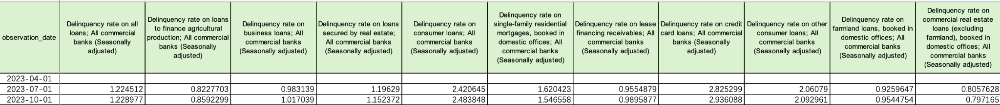 observation_date
Delinquency rate on all
loans; All commercial
banks (Seasonally
adjusted)
Delinquency rate on loans
to finance agricultural
production; All commercial
banks (Seasonally
adjusted)
Delinquency rate on
business loans; All
commercial banks
(Seasonally adjusted)
Delinquency rate on loans
secured by real estate;
All commercial banks
(Seasonally adjusted)
Delinquency rate on
consumer loans; All
commercial banks
(Seasonally adjusted)
Delinquency rate on
single-family residential
mortgages, booked in
domestic offices; All
commercial banks
(Seasonally adjusted)
Delinquency rate on lease
financing receivables; All
commercial banks
(Seasonally adjusted)
Delinquency rate on credit
card loans; All commercial
banks (Seasonally
adjusted)
Delinquency rate on other
consumer loans; All
commercial banks
(Seasonally adjusted)
Delinquency rate on
farmland loans, booked in
domestic offices; All
commercial banks
(Seasonally adjusted)
Delinquency rate on
commercial real estate
loans (excluding
farmland), booked in
domestic offices; All
commercial banks
(Seasonally adjusted)
2023-04-01
2023-07-01 1.224512 0.8227703 0.983139 1.19629 2.420645 1.620423 0.9554879 2.825299 2.06079 0.9259647 0.8057628
2023-10-01 1.228977 0.8592299 1.017039 1.152372 2.483848 1.546558 0.9895867 2.936088 2.092961 0.9544754 0.797165